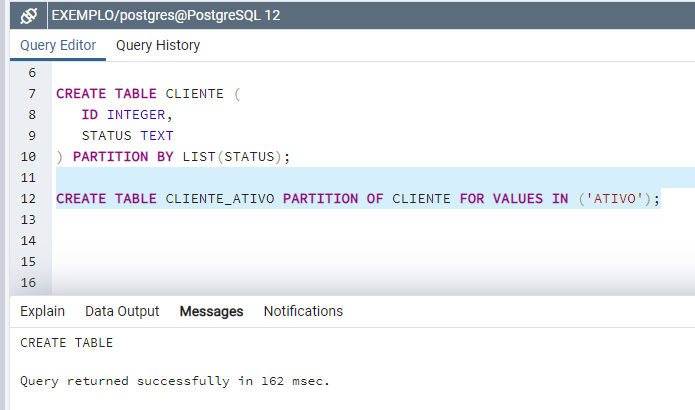 EXEMPLO/postgres@PostgreSQL 12
Query Editor Query History
6
7 CREATE TABLE CLIENTE (
8 ID INTEGER,
9 STATUS TEXT
10 ) PARTITION BY LIST(STATUS);
11
12 CREATE TABLE CLIENTE_ATIVO PARTITION OF CLIENTE FOR VALUES IN ('ATIVO');
13
14
15
16
Explain Data Output Messages Notifications
CREATE TABLE
Query returned successfully in 162 msec.